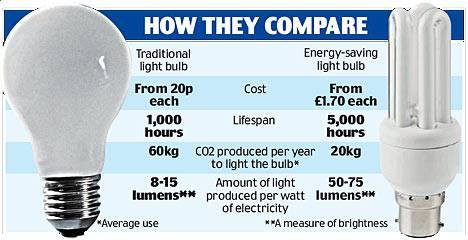 HOW THEY COMPARE
Traditional
light bulb
Energy-saving
light bulb
From 20p
each
Cost
From
£1.70 each
1,000
hours
Lifespan
5,000
hours
60kg
CO2 produced per year
to light the bulb*
20kg
8-15
lumens**
Amount of light
produced per watt
of electricity
50-75
lumens**
*Average use
**A measure of brightness